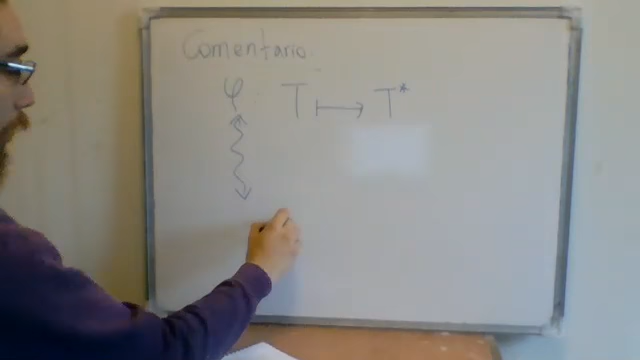 Comentario.
φ T ↦ T*